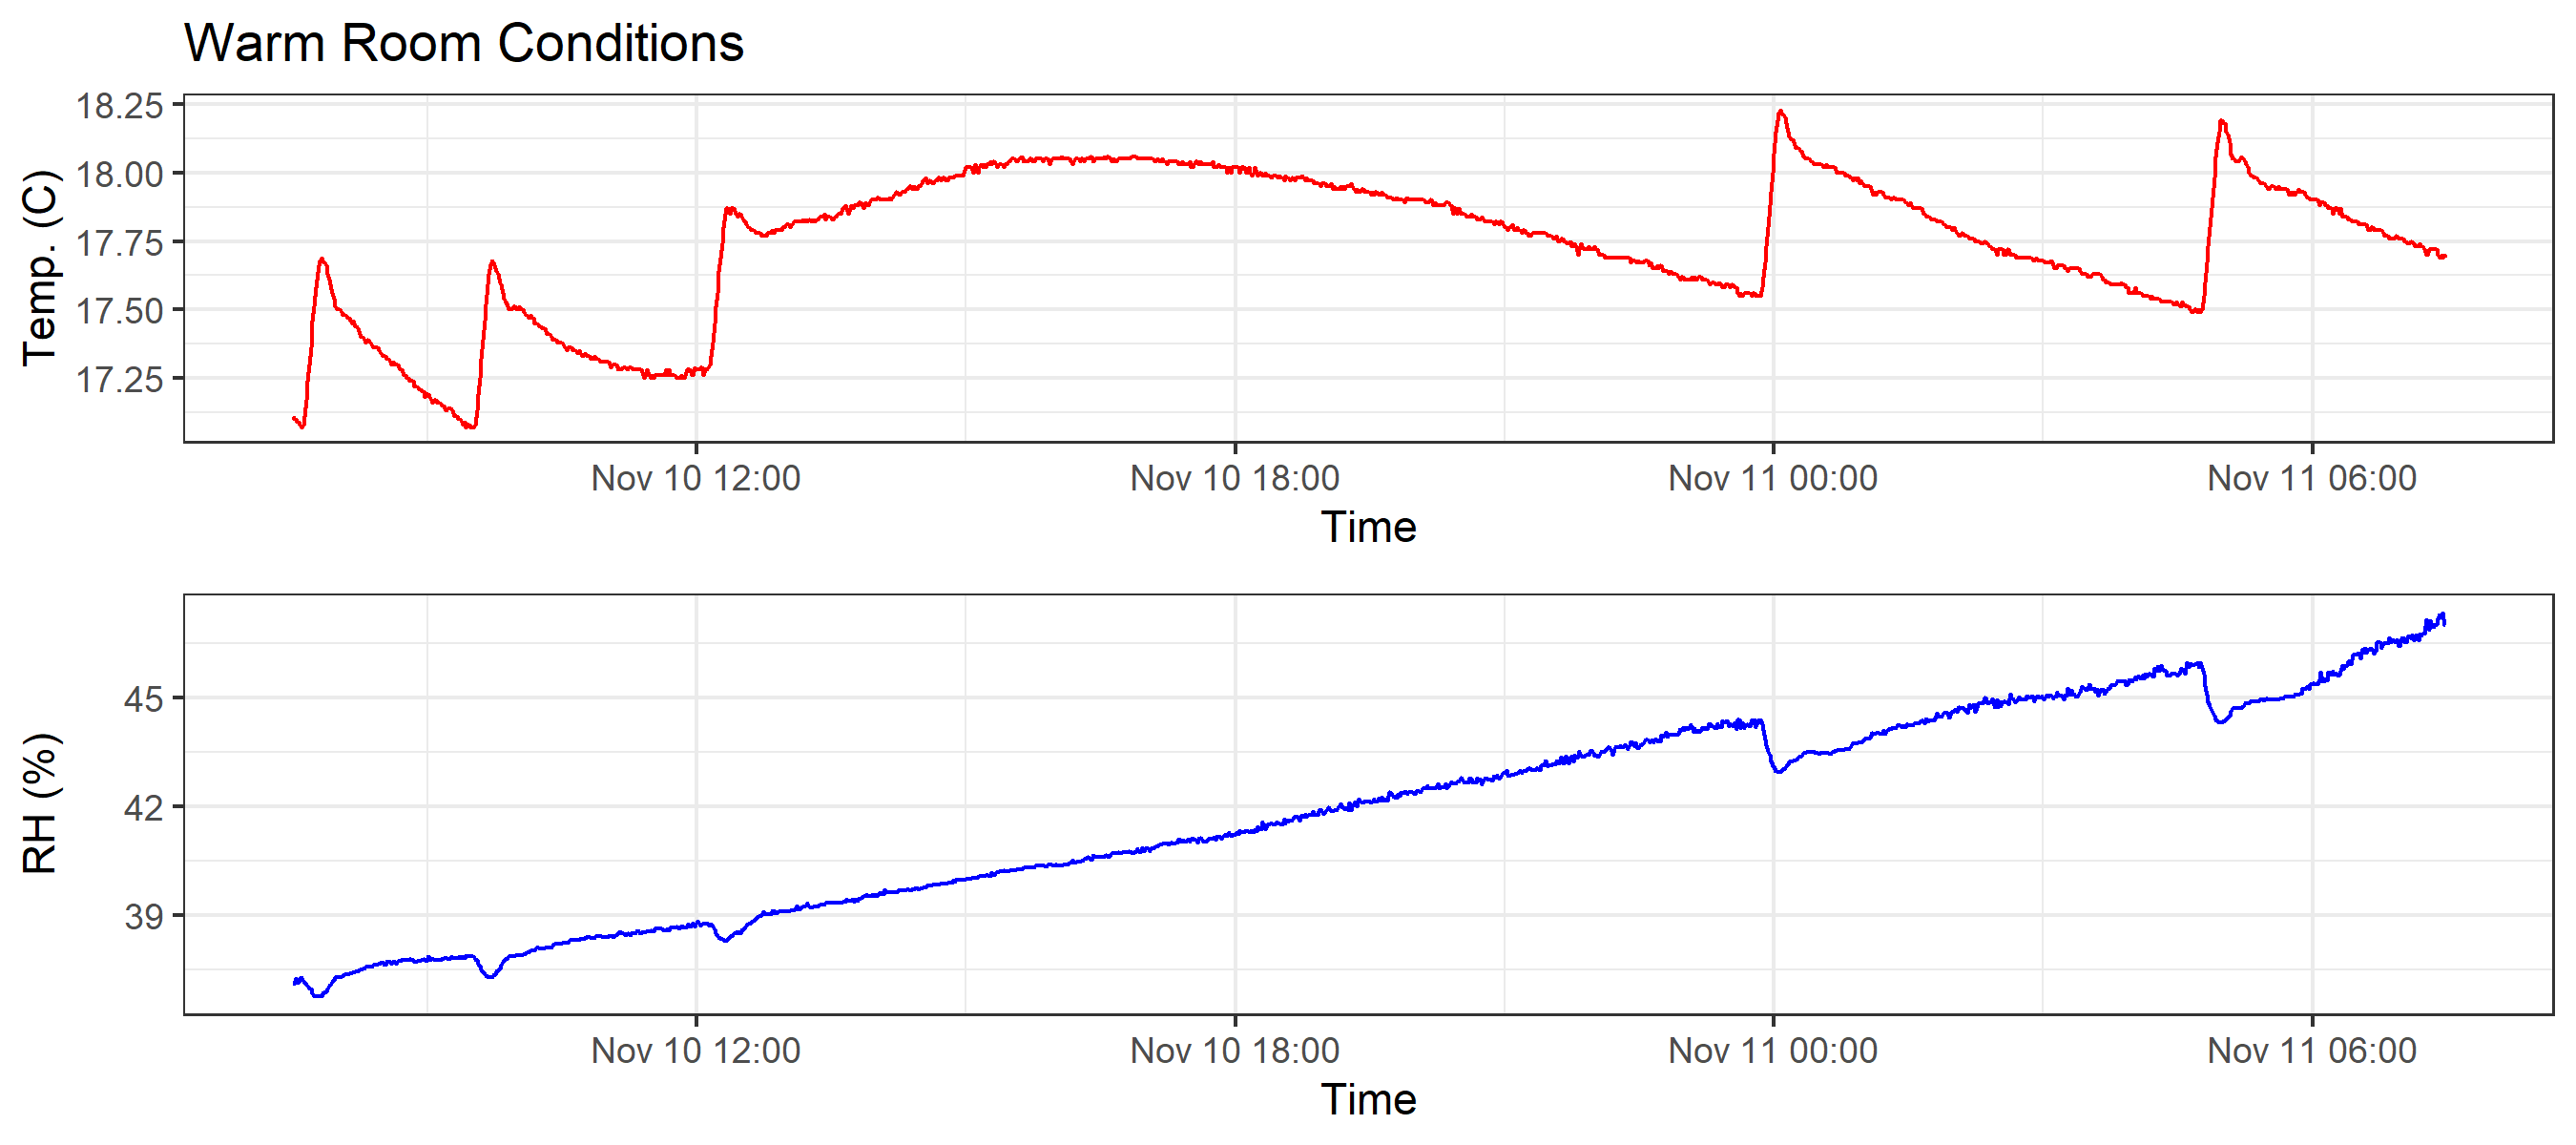 Warm Room Conditions
Temp. (C)
18.25
18.00
17.75
17.50
17.25
Nov 10 12:00 Nov 10 18:00 Nov 11 00:00 Nov 11 06:00
Time
RH (%)
45
42
39
Nov 10 12:00 Nov 10 18:00 Nov 11 00:00 Nov 11 06:00
Time